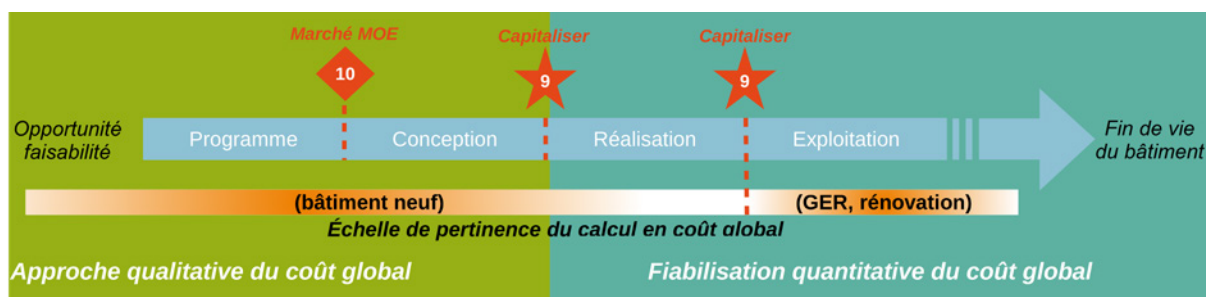 Marché MOE
Capitaliser
Capitaliser
10
9
9
Opportunité
faisabilité
Programme
Conception
Réalisation
Exploitation
Fin de vie
du bâtiment
(bâtiment neuf)
(GER, rénovation)
Échelle de pertinence du calcul en coût global
Approche qualitative du coût global
Fiabilisation quantitative du coût global